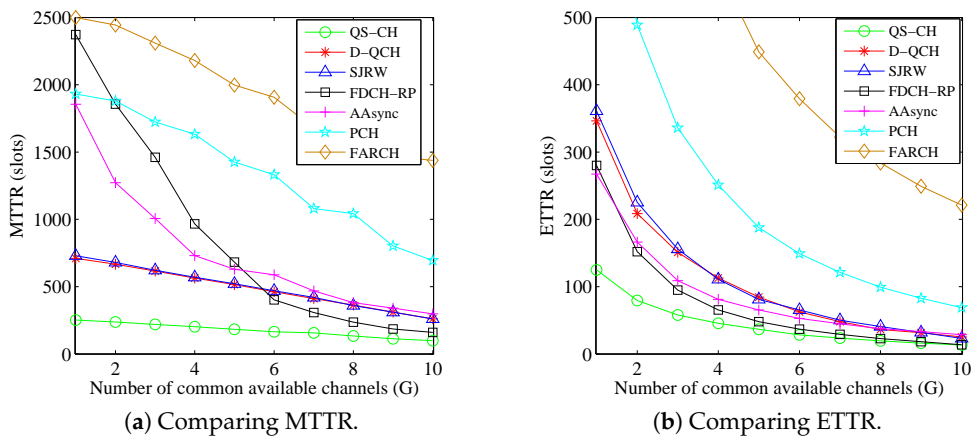 2500
2000
1500
1000
500
0
MTTR (slots)
2
4
6
8
10
Number of common available channels (G)
QS−CH
D−QCH
SJRW
FDCH−RP
AAsync
PCH
FARCH
(a) Comparing MTTR.
500
400
300
200
100
0
ETTR (slots)
2
4
6
8
10
Number of common available channels (G)
QS−CH
D−QCH
SJRW
FDCH−RP
AAsync
PCH
FARCH
(b) Comparing ETTR.